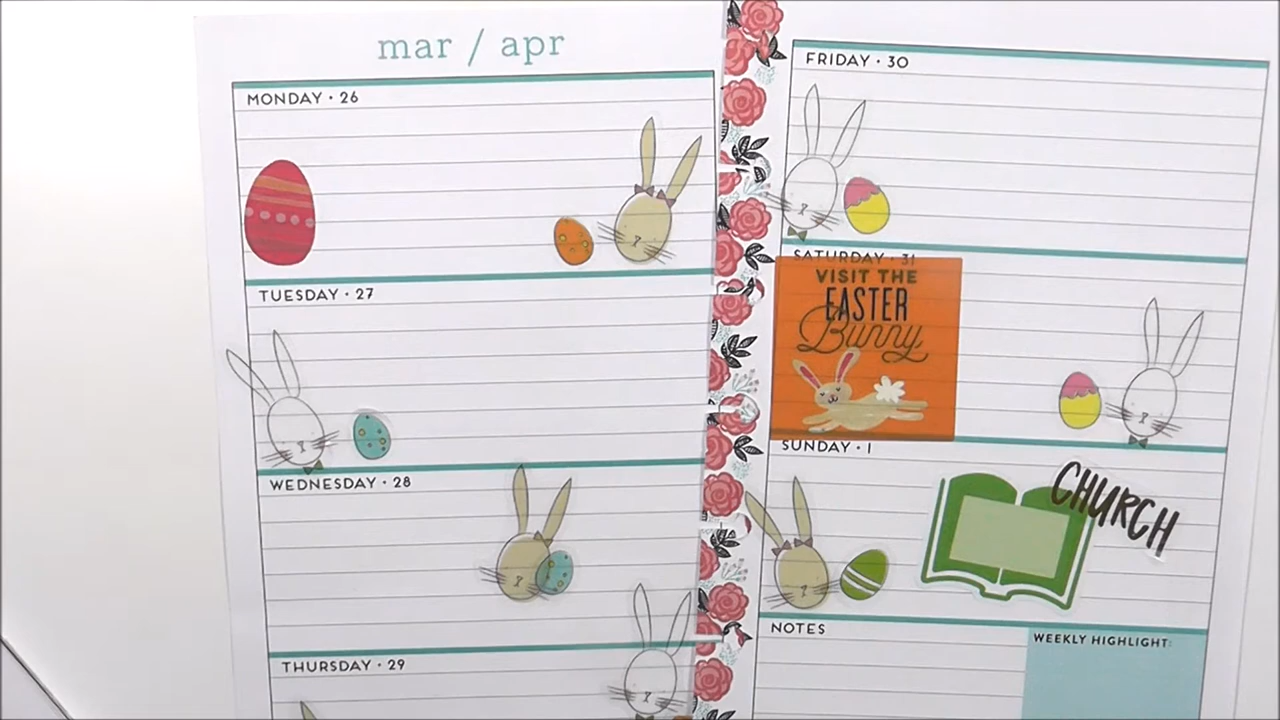 mar / apr
MONDAY · 26
TUESDAY · 27
WEDNESDAY · 28
THURSDAY · 29
FRIDAY · 30
SATURDAY · 31
VISIT THE
EASTER
Bunny
SUNDAY · 1
CHURCH
NOTES
WEEKLY HIGHLIGHT: